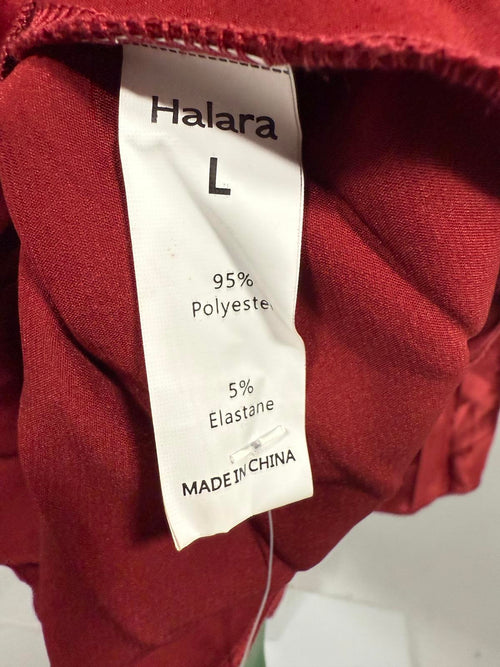 Halara
L
95%
Polyester
5%
Elastane
MADE IN CHINA